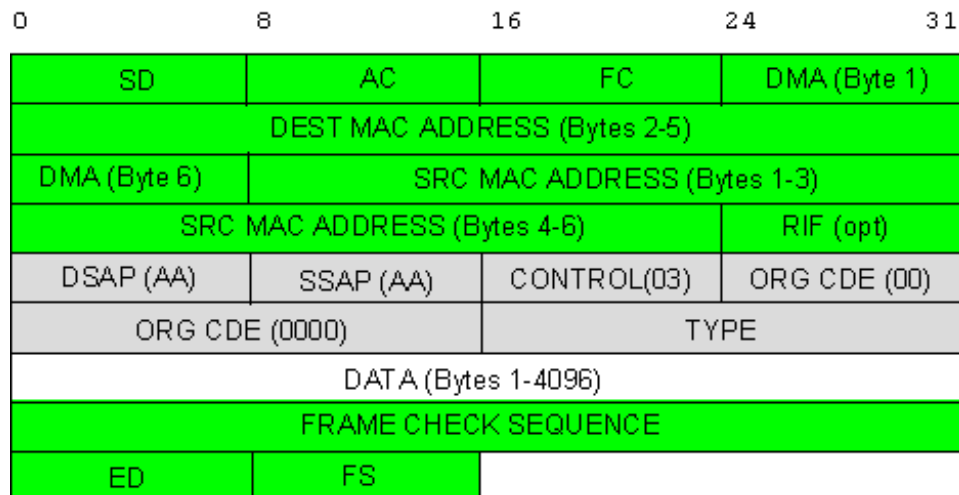 0 8 16 24 31
SD AC FC DMA (Byte 1)
DEST MAC ADDRESS (Bytes 2-5)
DMA (Byte 6) SRC MAC ADDRESS (Bytes 1-3)
SRC MAC ADDRESS (Bytes 4-6) RIF (opt)
DSAP (AA) SSAP (AA) CONTROL(03) ORG CDE (00)
ORG CDE (0000) TYPE
DATA (Bytes 1-4096)
FRAME CHECK SEQUENCE
ED FS